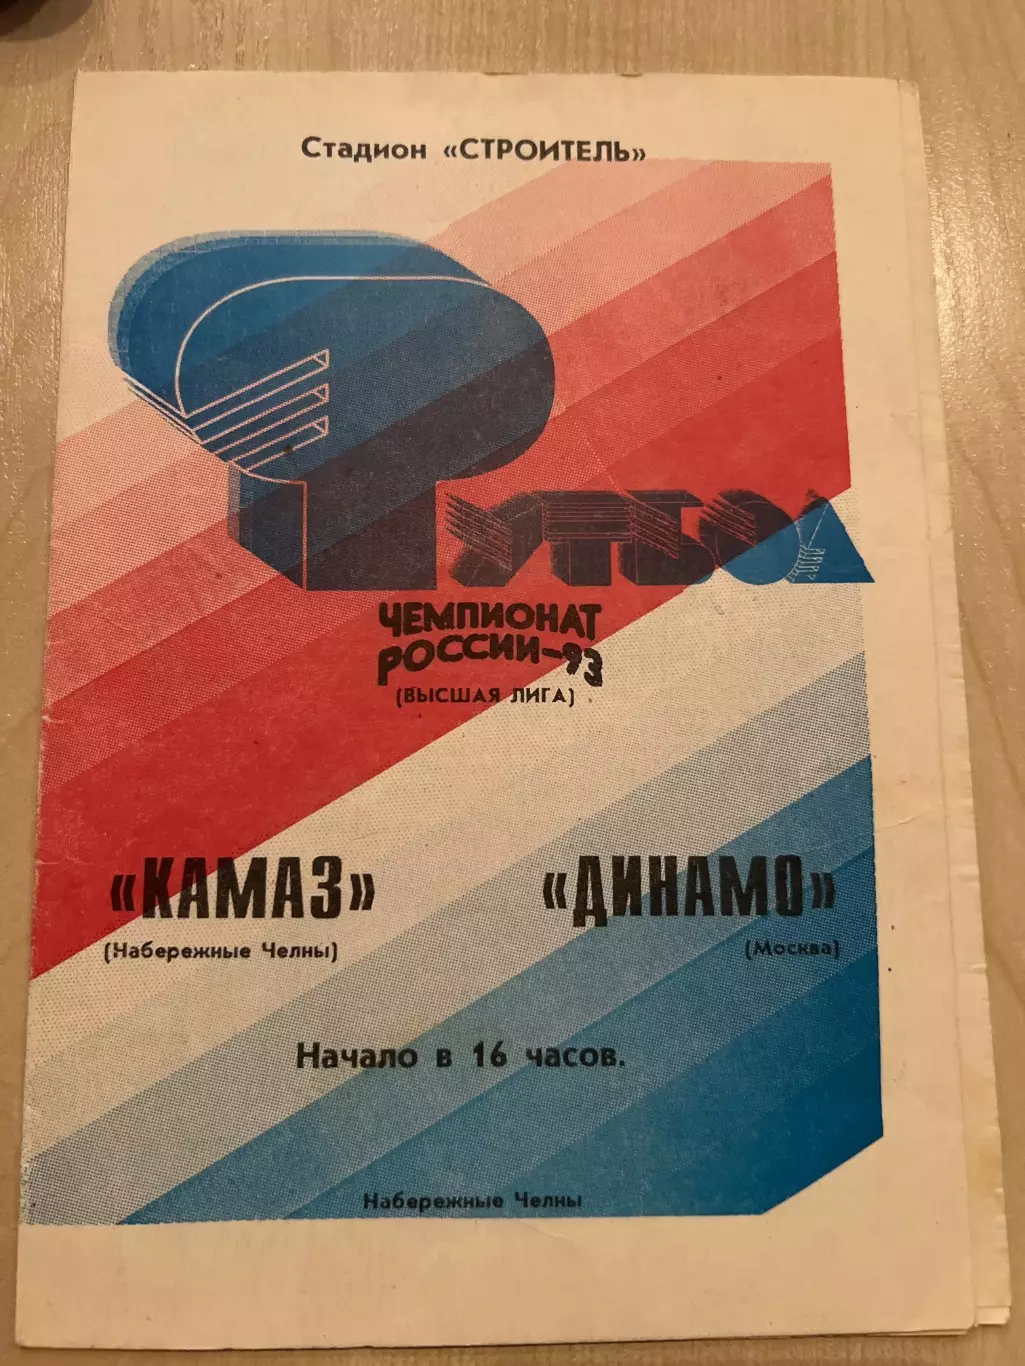 Стадион «СТРОИТЕЛЬ»
ФУТБОЛ
ЧЕМПИОНАТ
РОССИИ-93
(ВЫСШАЯ ЛИГА)
«КАМАЗ» «ДИНАМО»
(Набережные Челны) (Москва)
Начало в 16 часов.
Набережные Челны